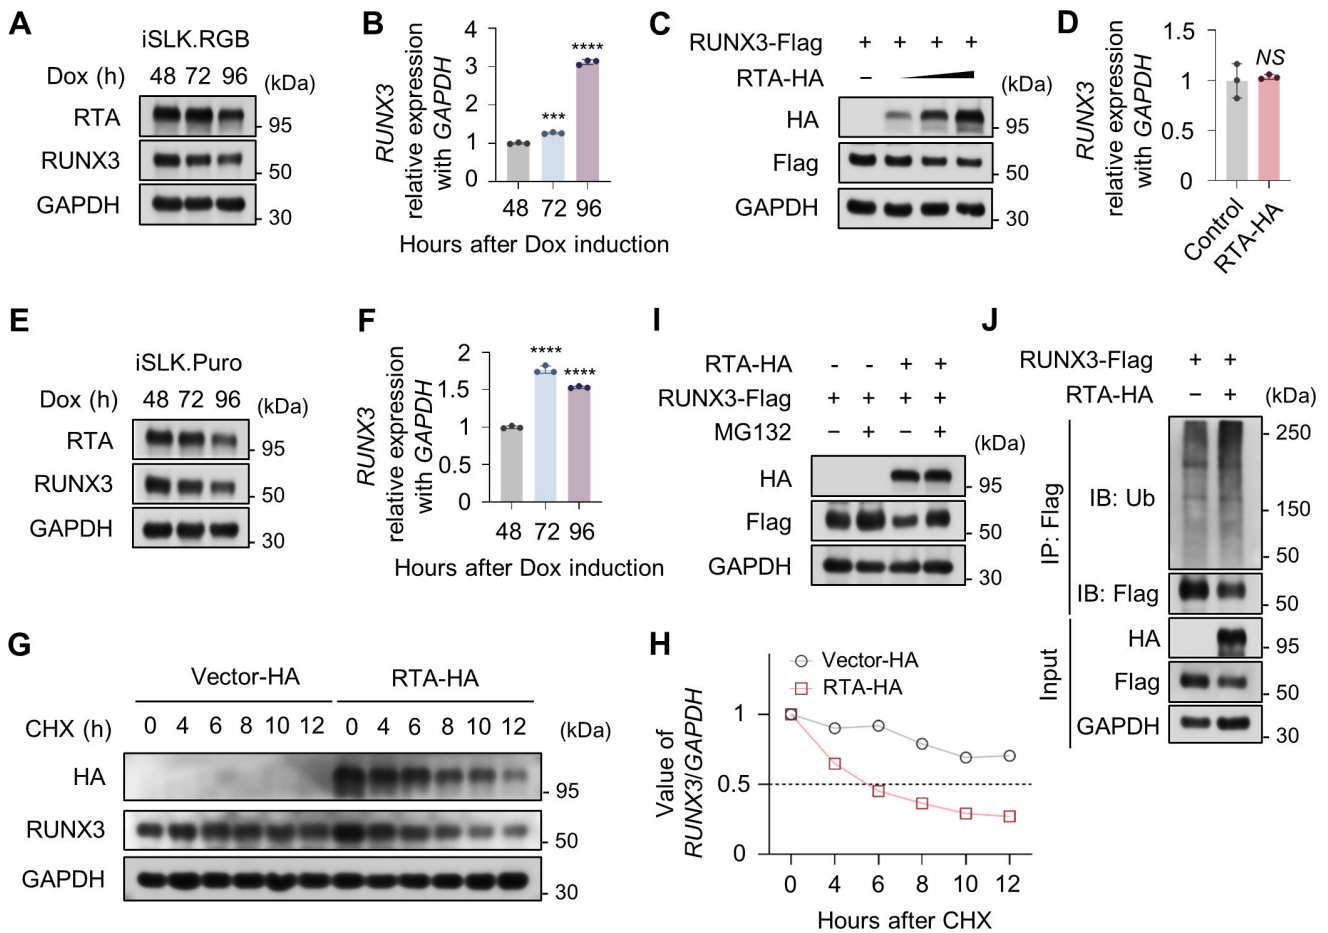 A
iSLK.RGB
Dox (h) 48 72 96 (kDa)
RTA
95
RUNX3
50
GAPDH
30
B
RUNX3
relative expression
with GAPDH
4
3
2
1
0
***
****
48 72 96
Hours after Dox induction
C
RUNX3-Flag + + + +
RTA-HA –
(kDa)
HA
95
Flag
50
GAPDH
30
D
RUNX3
relative expression
with GAPDH
1.5
1
0.5
0
NS
Control
RTA-HA
E
iSLK.Puro
Dox (h) 48 72 96 (kDa)
RTA
95
RUNX3
50
GAPDH
30
F
RUNX3
relative expression
with GAPDH
2
1.5
1
0.5
0
****
****
48 72 96
Hours after Dox induction
I
RTA-HA - - + +
RUNX3-Flag + + + +
MG132 – + – +
(kDa)
HA
95
Flag
50
GAPDH
30
J
RUNX3-Flag + +
RTA-HA – + (kDa)
IP: Flag
IB: Ub
250
150
50
IB: Flag
50
Input
HA
95
Flag
50
GAPDH
30
G
Vector-HA RTA-HA
CHX (h) 0 4 6 8 10 12 0 4 6 8 10 12 (kDa)
HA
95
RUNX3
50
GAPDH
30
H
Vector-HA
RTA-HA
Value of
RUNX3/GAPDH
1
0.5
0
0 4 6 8 10 12
Hours after CHX